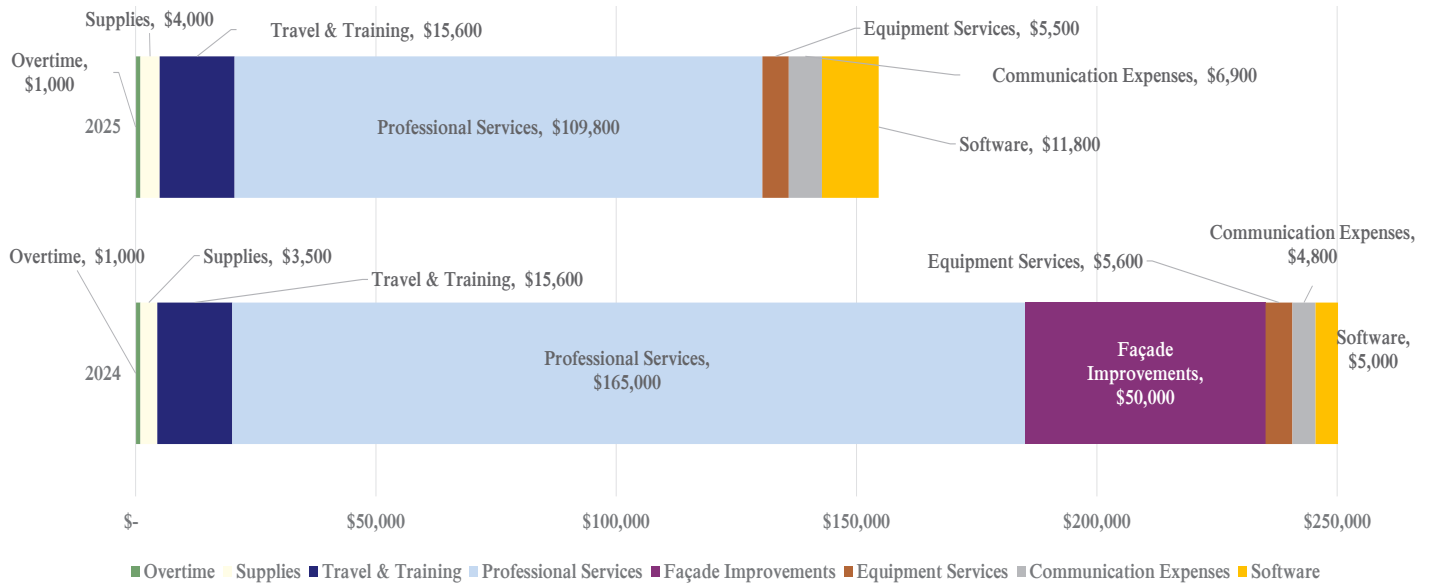 Supplies, $4,000
Travel & Training, $15,600
Equipment Services, $5,500
Overtime,
$1,000
Communication Expenses, $6,900
2025
Professional Services, $109,800
Software, $11,800
Communication Expenses,
$4,800
Overtime, $1,000
Supplies, $3,500
Equipment Services, $5,600
Travel & Training, $15,600
2024
Professional Services,
$165,000
Façade
Improvements,
$50,000
Software,
$5,000
$-
$50,000
$100,000
$150,000
$200,000
$250,000
Overtime Supplies Travel & Training Professional Services Façade Improvements Equipment Services Communication Expenses Software